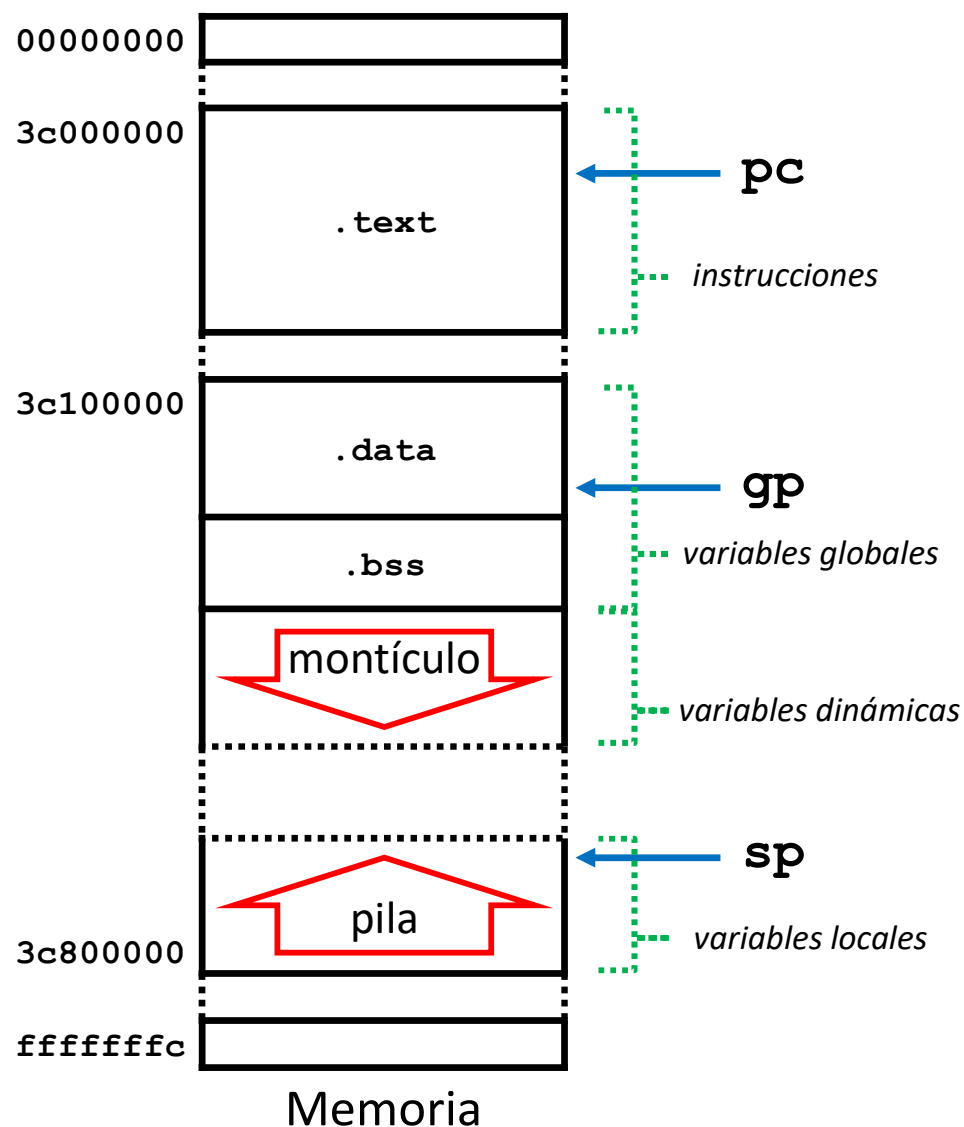 00000000
3c000000
pc
.text
instrucciones
3c100000
.data
gp
.bss
variables globales
montículo
variables dinámicas
sp
pila
variables locales
3c800000
fffffffc
Memoria